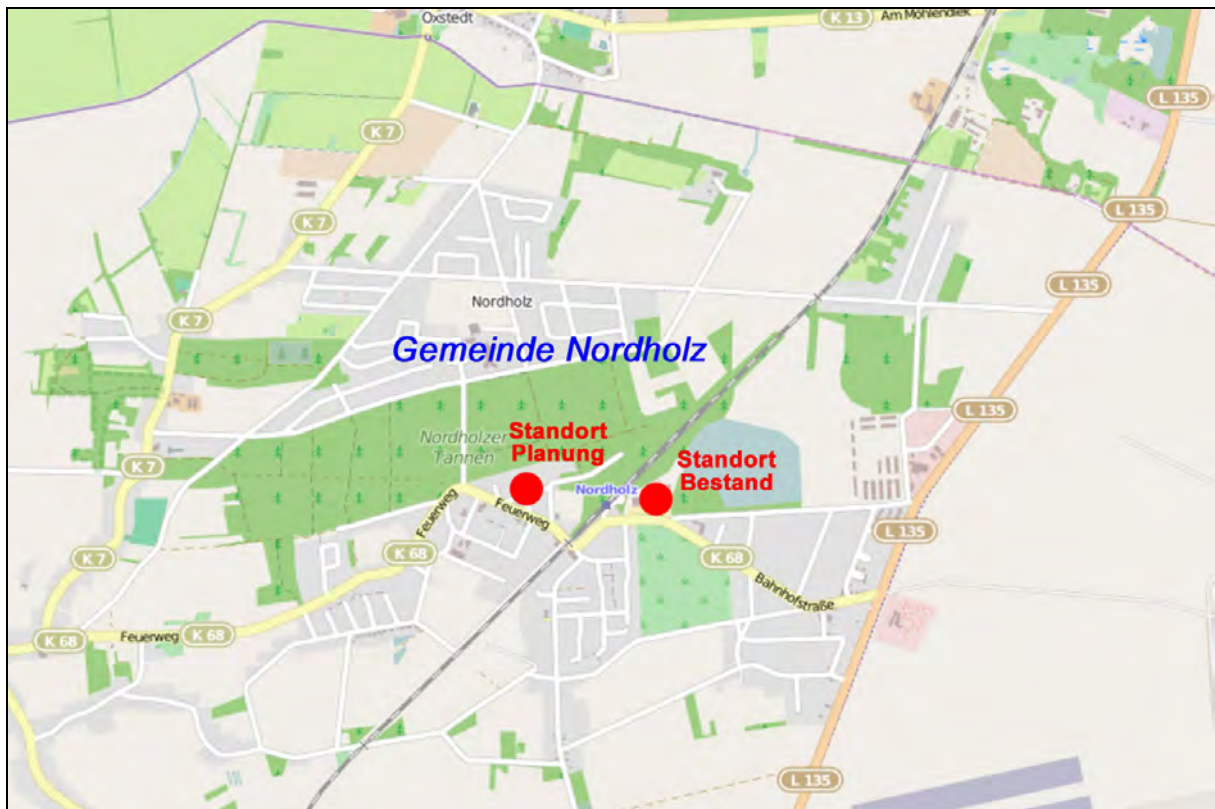 Oxstedt
K 13
Am Möhlendiek
L 135
K 7
L 135
K 7
L 135
K 7
Nordholz
Gemeinde Nordholz
L 135
Nordholzer
Tannen
Standort
Planung
Standort
Bestand
K 7
Nordholz
Feuerweg
Feuerweg
L 135
K 7
K 68
K 68
Bahnhofstraße
K 68
Feuerweg
K 68
L 135